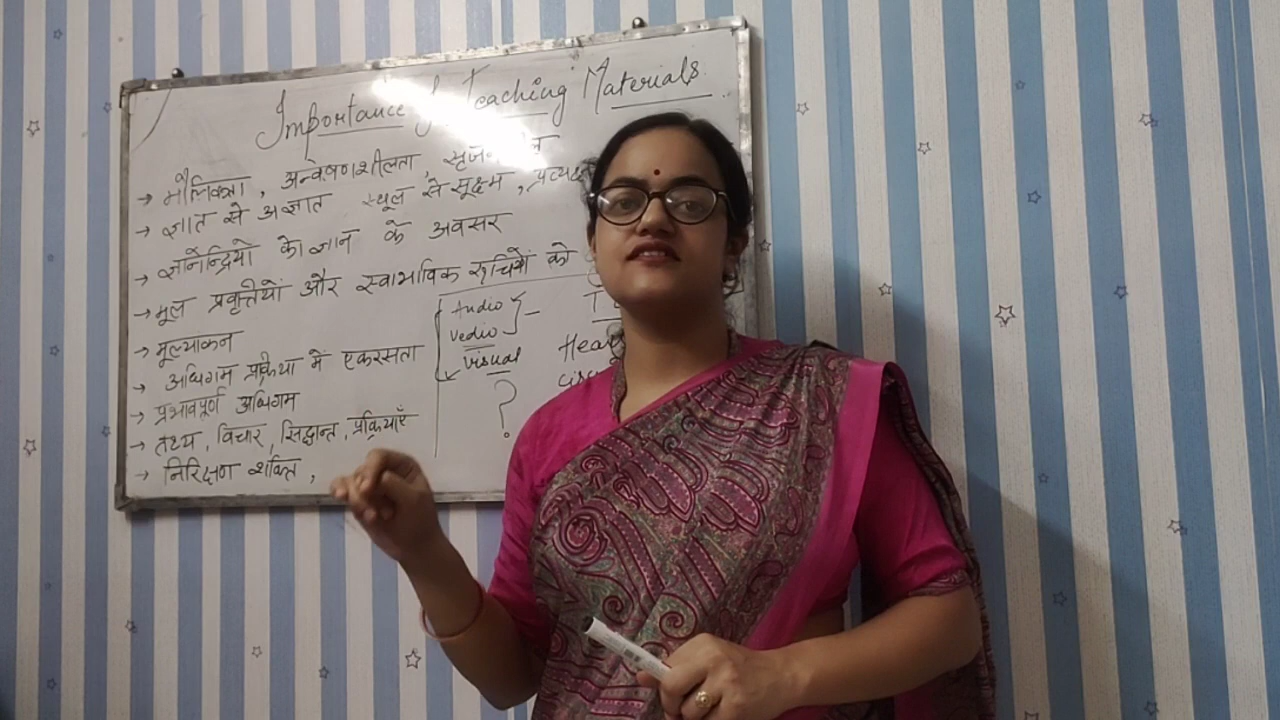 Importance of Teaching Materials
→ मौलिकता, अन्वेषणशीलता,
→ ज्ञात से अज्ञात स्थूल से सूक्ष्म,
→ ज्ञानेन्द्रियो को ज्ञान के अवसर
→ मूल प्रवृत्तियों और स्वाभाविक रूचियों को
→ मूल्यांकन
→ अधिगम प्रक्रिया में एकरसता
→ प्रभावपूर्ण अधिगम
→ तथ्य, विचार, सिद्धान्त, प्रक्रियाएँ
→ निरिक्षण शक्ति,
Audio
Vedio
Visual
?